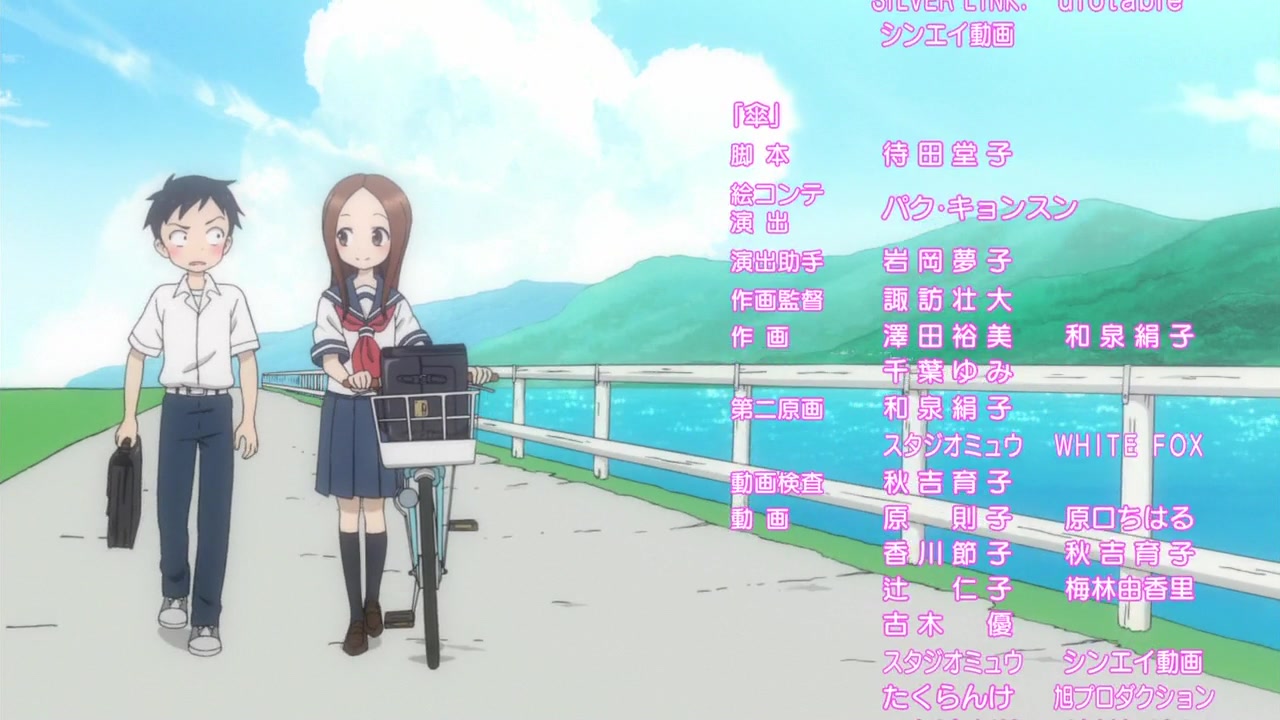 SILVER LINK. ufotable
シンエイ動画
「傘」
脚本 待田堂子
絵コンテ
演出 パク・キョンスン
演出助手 岩岡夢子
作画監督 諏訪壮大
作画 澤田裕美 和泉絹子
千葉ゆみ
第二原画 和泉絹子
スタジオミュウ WHITE FOX
動画検査 秋吉育子
動画 原 則子 原口ちはる
香川節子 秋吉育子
辻 仁子 梅林由香里
古木 優
スタジオミュウ シンエイ動画
たくらんけ 旭プロダクション